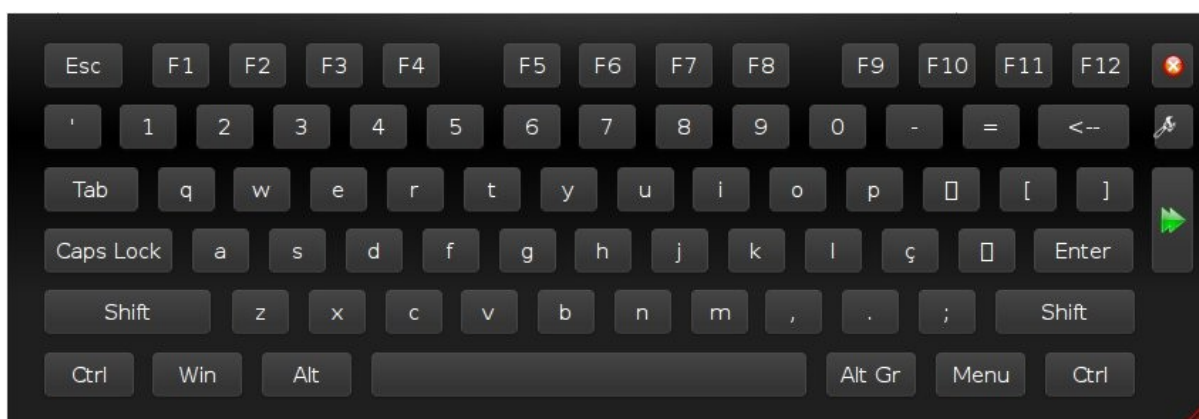 Esc F1 F2 F3 F4 F5 F6 F7 F8 F9 F10 F11 F12
' 1 2 3 4 5 6 7 8 9 0 - = <--
Tab q w e r t y u i o p [ ]
Caps Lock a s d f g h j k l ç Enter
Shift z x c v b n m , . ; Shift
Ctrl Win Alt Alt Gr Menu Ctrl